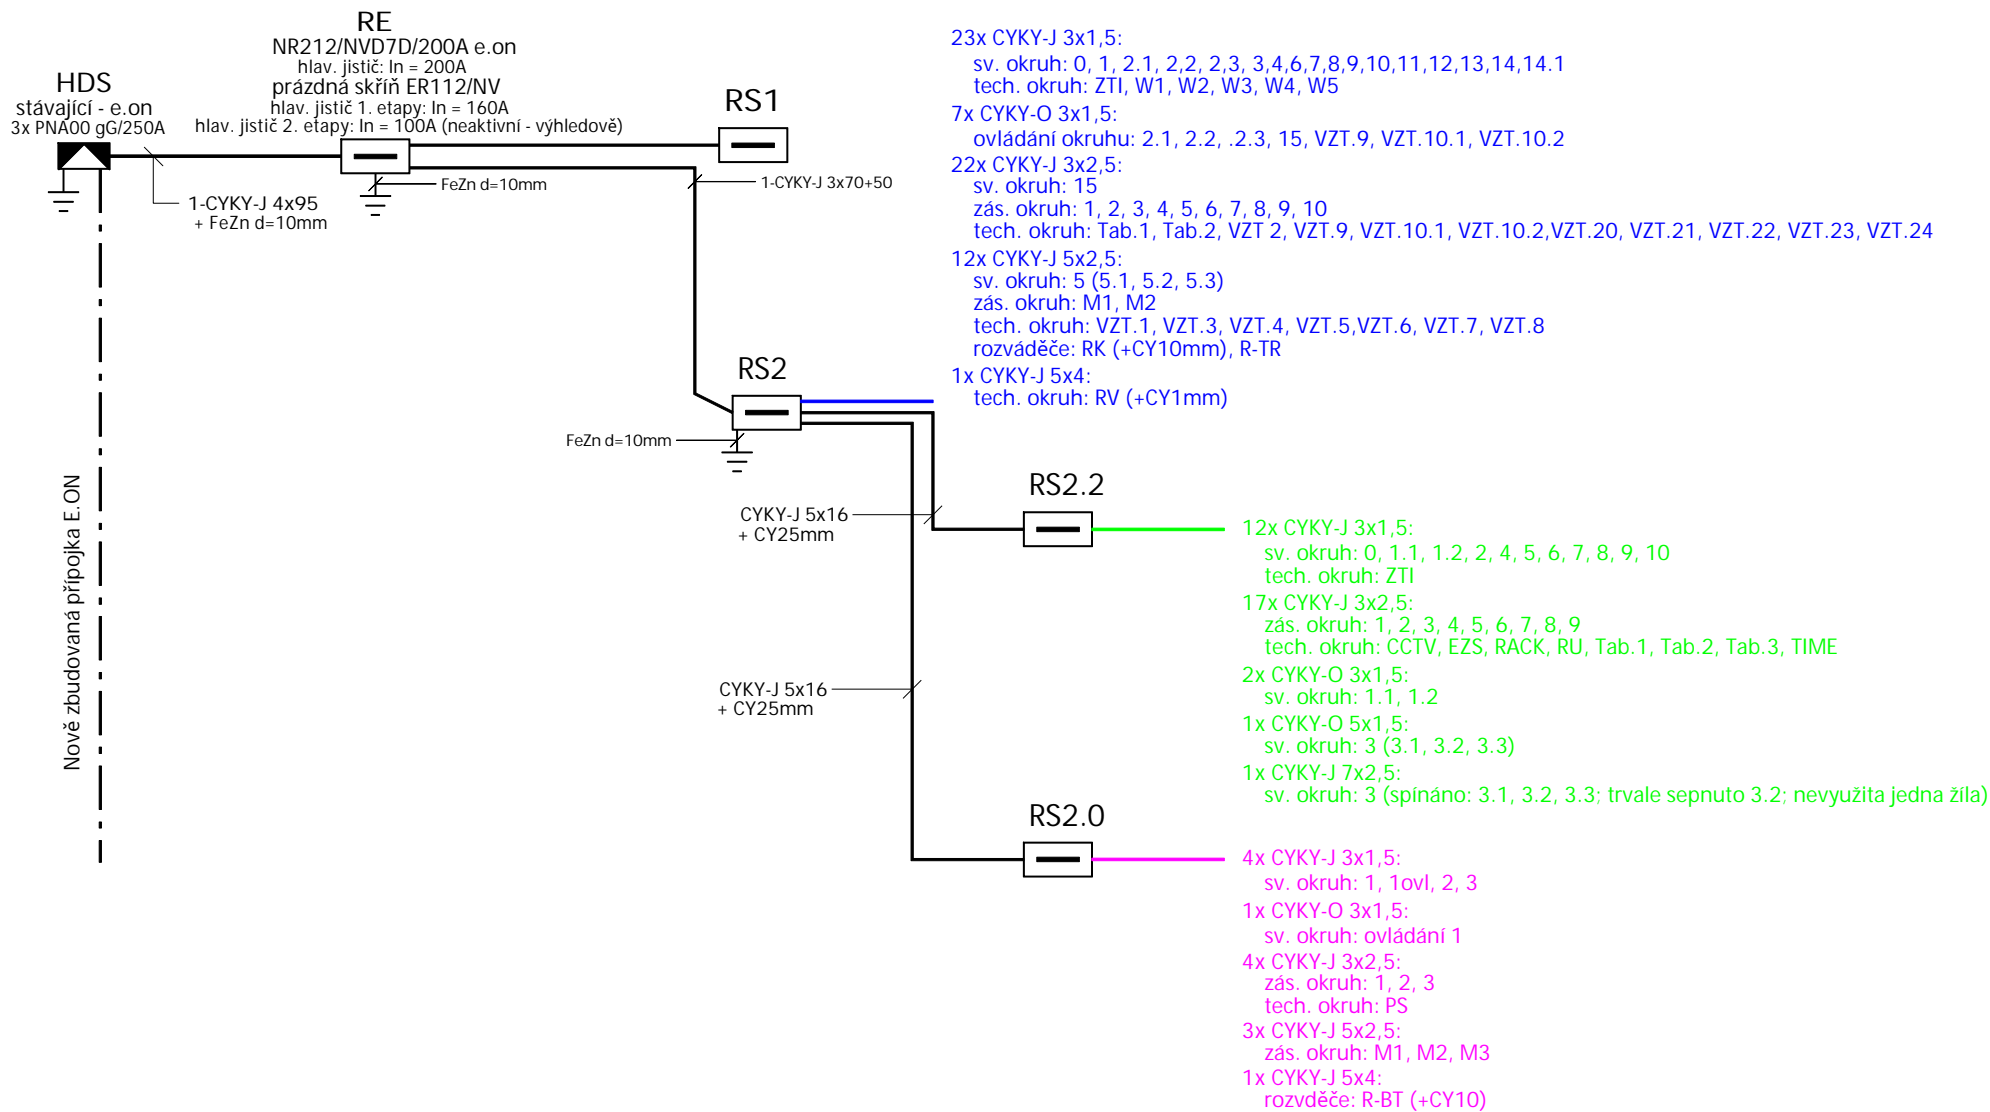 RE
NR212/NVD7D/200A e.on
hlav. jistič: In = 200A
prázdná skříň ER112/NV
hlav. jistič 1. etapy: In = 160A
hlav. jistič 2. etapy: In = 100A (neaktivní - výhledově)
HDS
stávající - e.on
3x PNA00 gG/250A
1-CYKY-J 4x95
+ FeZn d=10mm
FeZn d=10mm
RS1
1-CYKY-J 3x70+50
Nově zbudovaná přípojka E.ON
RS2
FeZn d=10mm
CYKY-J 5x16
+ CY25mm
CYKY-J 5x16
+ CY25mm
23x CYKY-J 3x1,5:
sv. okruh: 0, 1, 2.1, 2,2, 2,3, 3,4,6,7,8,9,10,11,12,13,14,14.1
tech. okruh: ZTI, W1, W2, W3, W4, W5
7x CYKY-O 3x1,5:
ovládání okruhu: 2.1, 2.2, .2.3, 15, VZT.9, VZT.10.1, VZT.10.2
22x CYKY-J 3x2,5:
sv. okruh: 15
zás. okruh: 1, 2, 3, 4, 5, 6, 7, 8, 9, 10
tech. okruh: Tab.1, Tab.2, VZT 2, VZT.9, VZT.10.1, VZT.10.2,VZT.20, VZT.21, VZT.22, VZT.23, VZT.24
12x CYKY-J 5x2,5:
sv. okruh: 5 (5.1, 5.2, 5.3)
zás. okruh: M1, M2
tech. okruh: VZT.1, VZT.3, VZT.4, VZT.5,VZT.6, VZT.7, VZT.8
rozváděče: RK (+CY10mm), R-TR
1x CYKY-J 5x4:
tech. okruh: RV (+CY1mm)
RS2.2
12x CYKY-J 3x1,5:
sv. okruh: 0, 1.1, 1.2, 2, 4, 5, 6, 7, 8, 9, 10
tech. okruh: ZTI
17x CYKY-J 3x2,5:
zás. okruh: 1, 2, 3, 4, 5, 6, 7, 8, 9
tech. okruh: CCTV, EZS, RACK, RU, Tab.1, Tab.2, Tab.3, TIME
2x CYKY-O 3x1,5:
sv. okruh: 1.1, 1.2
1x CYKY-O 5x1,5:
sv. okruh: 3 (3.1, 3.2, 3.3)
1x CYKY-J 7x2,5:
sv. okruh: 3 (spínáno: 3.1, 3.2, 3.3; trvale sepnuto 3.2; nevyužita jedna žíla)
RS2.0
4x CYKY-J 3x1,5:
sv. okruh: 1, 1ovl, 2, 3
1x CYKY-O 3x1,5:
sv. okruh: ovládání 1
4x CYKY-J 3x2,5:
zás. okruh: 1, 2, 3
tech. okruh: PS
3x CYKY-J 5x2,5:
zás. okruh: M1, M2, M3
1x CYKY-J 5x4:
rozvděče: R-BT (+CY10)